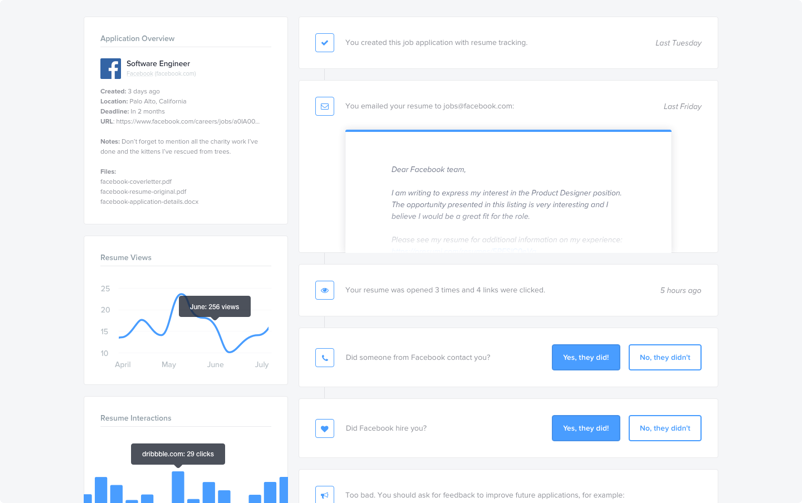 Application Overview
Software Engineer
Facebook (facebook.com)
Created: 3 days ago
Location: Palo Alto, California
Deadline: In 2 months
URL: https://www.facebook.com/careers/jobs/a0IA00...
Notes: Don't forget to mention all the charity work I've
done and the kittens I've rescued from trees.
Files:
facebook-coverletter.pdf
facebook-resume-original.pdf
facebook-application-details.docx
Resume Views
25
20
15
10
June: 256 views
April May June July
Resume Interactions
dribbble.com: 29 clicks
You created this job application with resume tracking.
Last Tuesday
You emailed your resume to jobs@facebook.com:
Last Friday
Dear Facebook team,
I am writing to express my interest in the Product Designer position.
The opportunity presented in this listing is very interesting and I
believe I would be a great fit for the role.
Please see my resume for additional information on my experience:
Your resume was opened 3 times and 4 links were clicked.
5 hours ago
Did someone from Facebook contact you?
Yes, they did!
No, they didn't
Did Facebook hire you?
Yes, they did!
No, they didn't
Too bad. You should ask for feedback to improve future applications, for example: